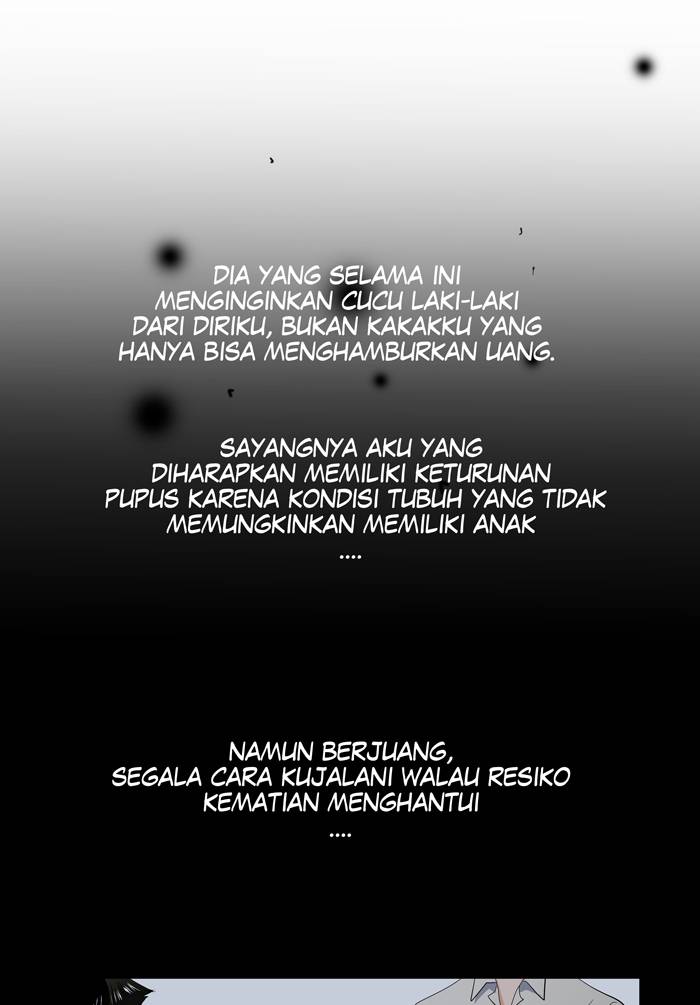 DIA YANG SELAMA INI
MENGINGINKAN CUCU LAKI-LAKI
DARI DIRIKU, BUKAN KAKAKKU YANG
HANYA BISA MENGHAMBURKAN UANG.
SAYANGNYA AKU YANG
DIHARAPKAN MEMILIKI KETURUNAN
PUPUS KARENA KONDISI TUBUH YANG TIDAK
MEMUNGKINKAN MEMILIKI ANAK
....
NAMUN BERJUANG,
SEGALA CARA KUJALANI WALAU RESIKO
KEMATIAN MENGHANTUI
....